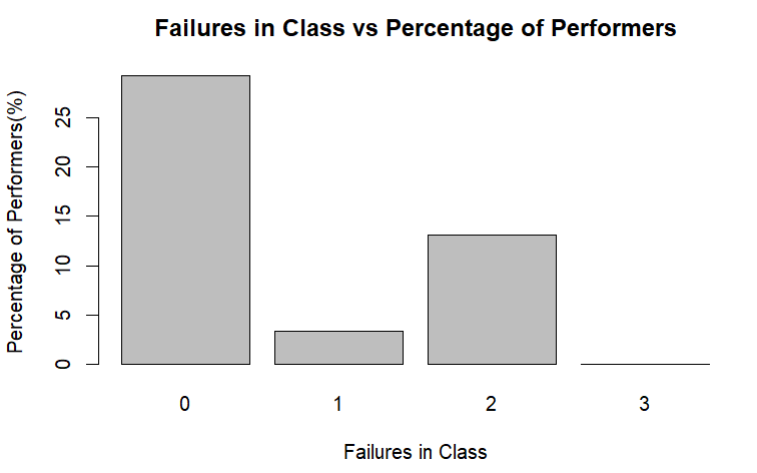 Failures in Class vs Percentage of Performers
Percentage of Performers(%)
25
20
15
10
5
0
0 1 2 3
Failures in Class